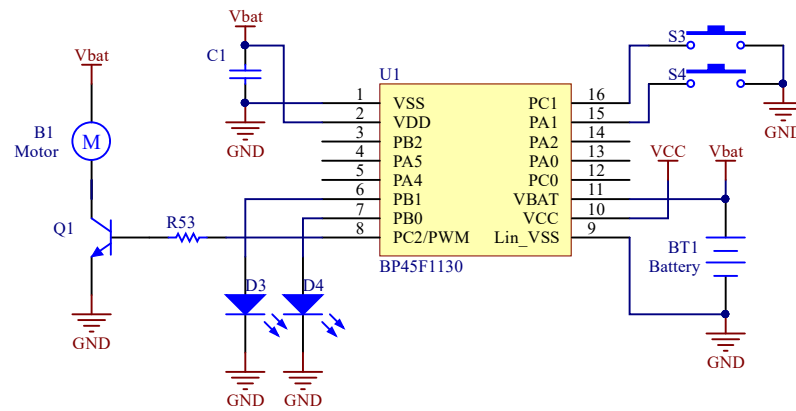 Vbat
C1
GND
Vbat
B1
Motor
M
Q1
GND
R53
U1
1 VSS
2 VDD
3 PB2
4 PA5
5 PA4
6 PB1
7 PB0
8 PC2/PWM
PC1 16
PA1 15
PA2 14
PA0 13
PC0 12
VBAT 11
VCC 10
Lin_VSS 9
BP45F1130
D3
GND
D4
GND
S3
S4
GND
VCC
Vbat
BT1
Battery
GND